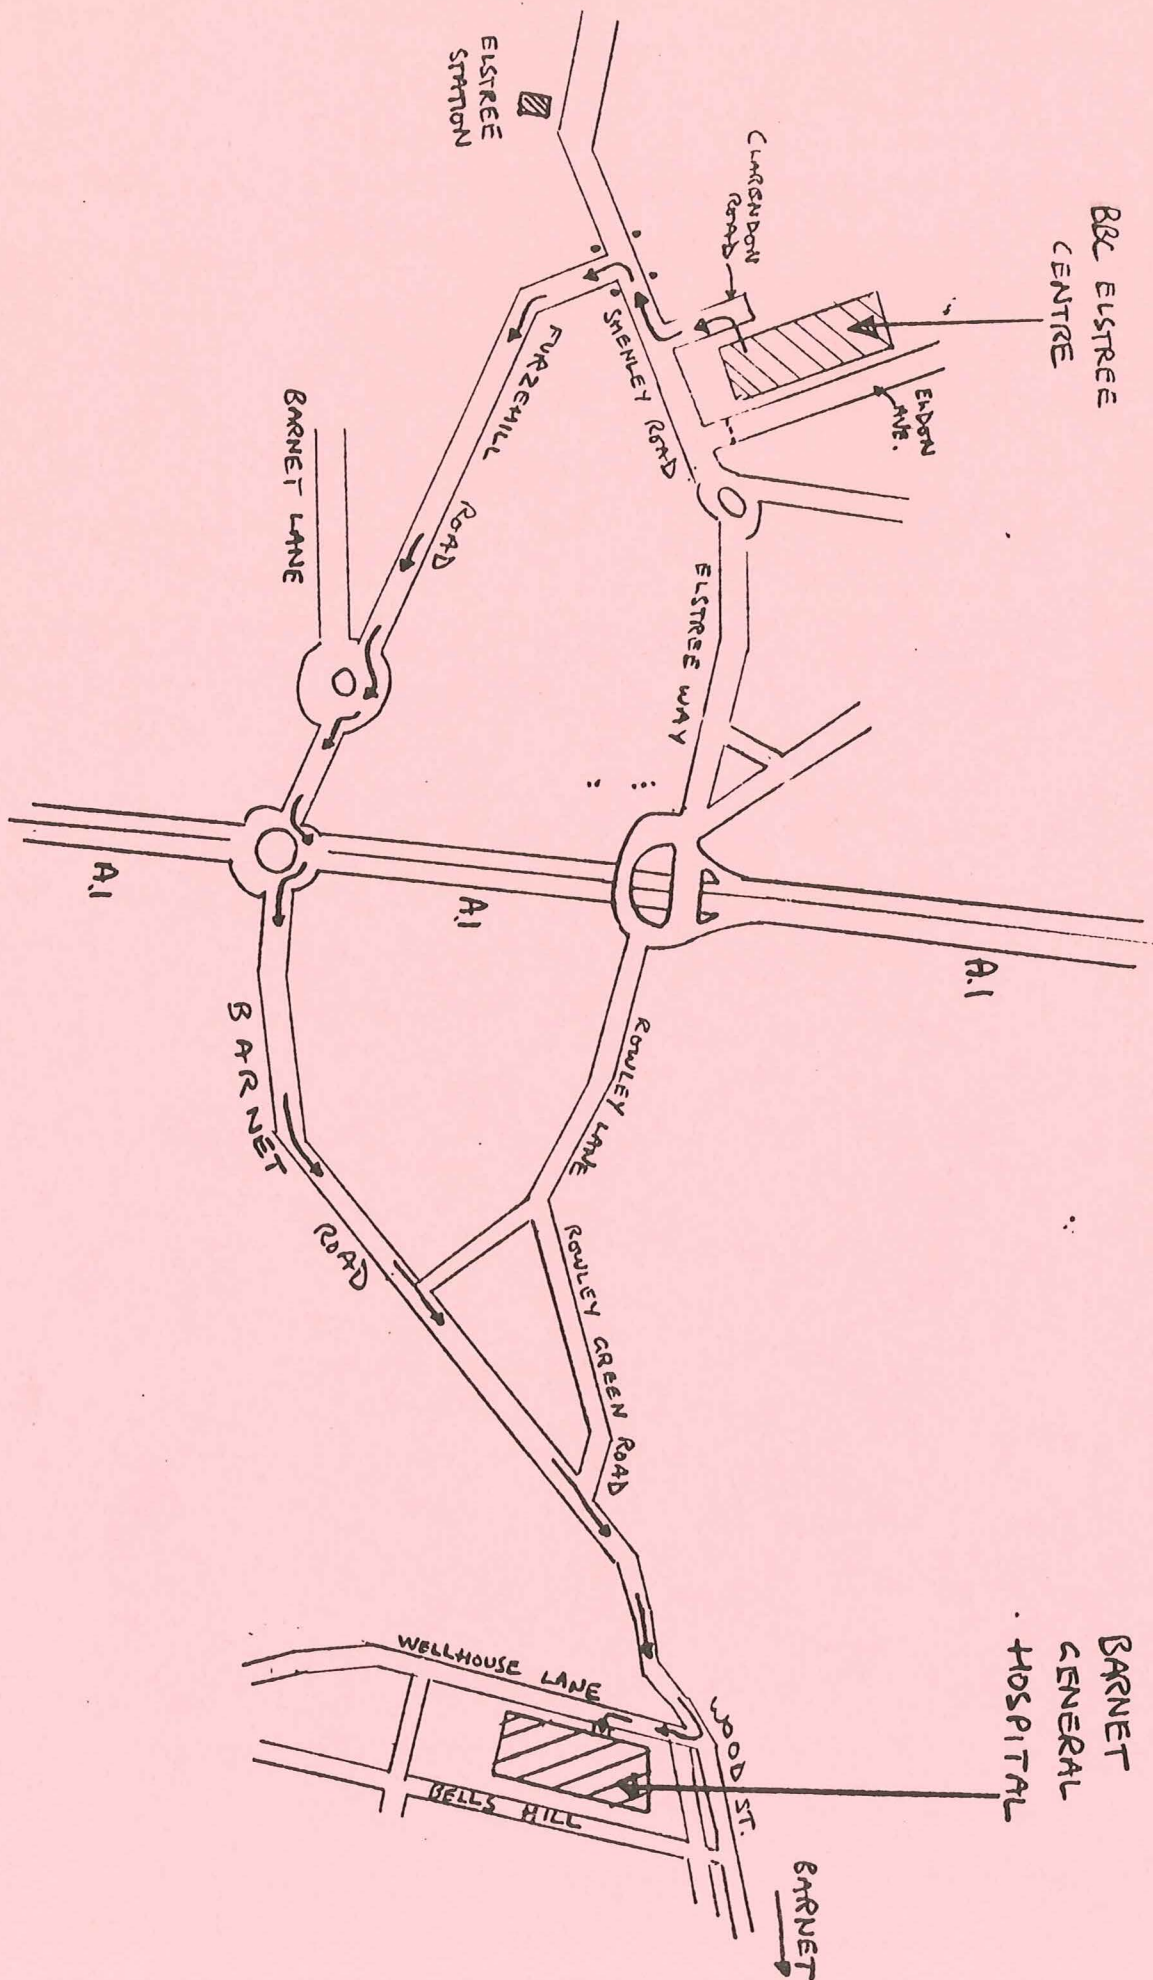 BBC ELSTREE
CENTRE
BARNET
GENERAL
HOSPITAL
ELDON
AVE.
CLARENDON
ROAD
ELSTREE
STATION
SHENLEY ROAD
ELSTREE WAY
FURZEHILL
ROAD
BARNET LANE
A.1
A.1
A.1
ROWLEY LANE
ROWLEY GREEN ROAD
BARNET
ROAD
WOOD ST.
BARNET
WELLHOUSE LANE
BELLS HILL